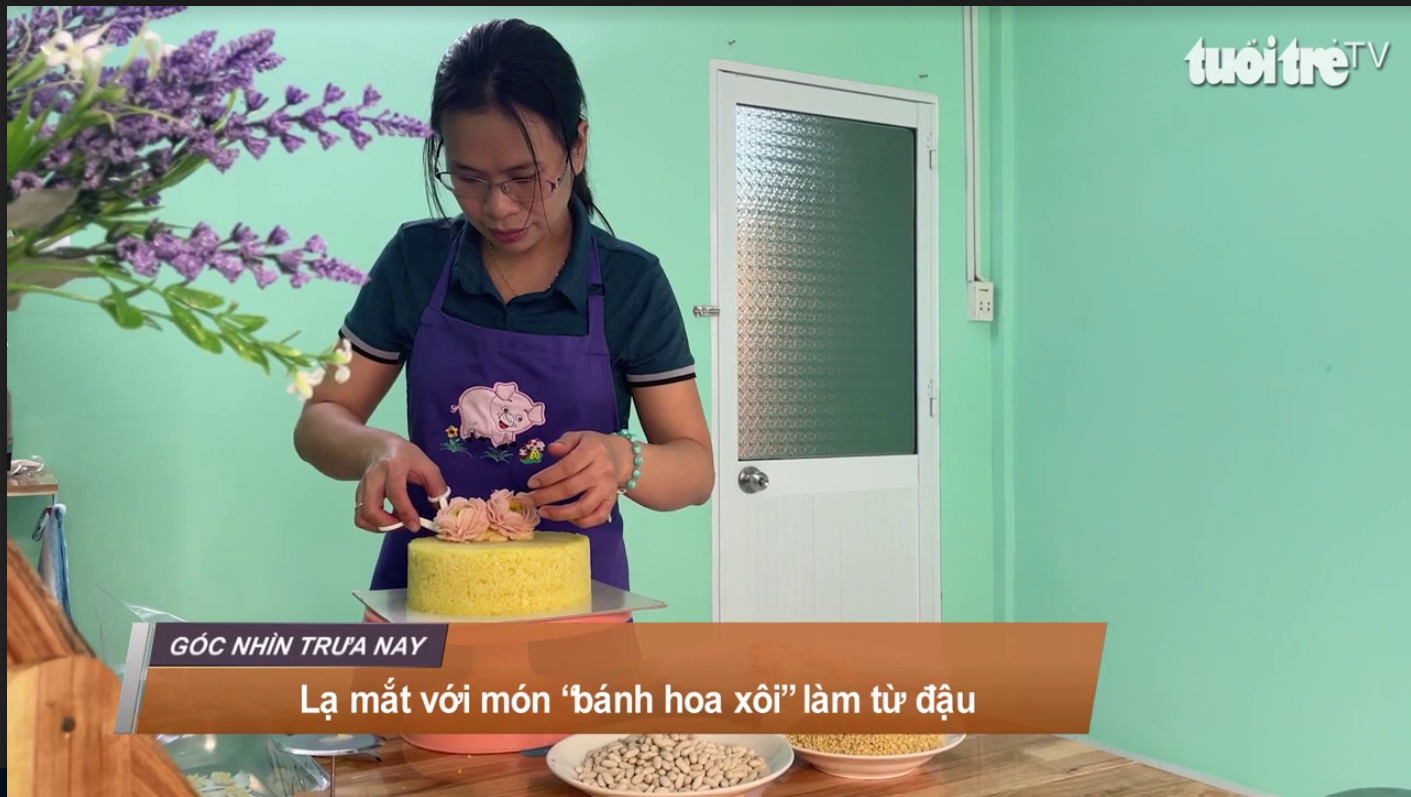 tuổi trẻ TV
GÓC NHÌN TRƯA NAY
Lạ mắt với món “bánh hoa xôi” làm từ đậu